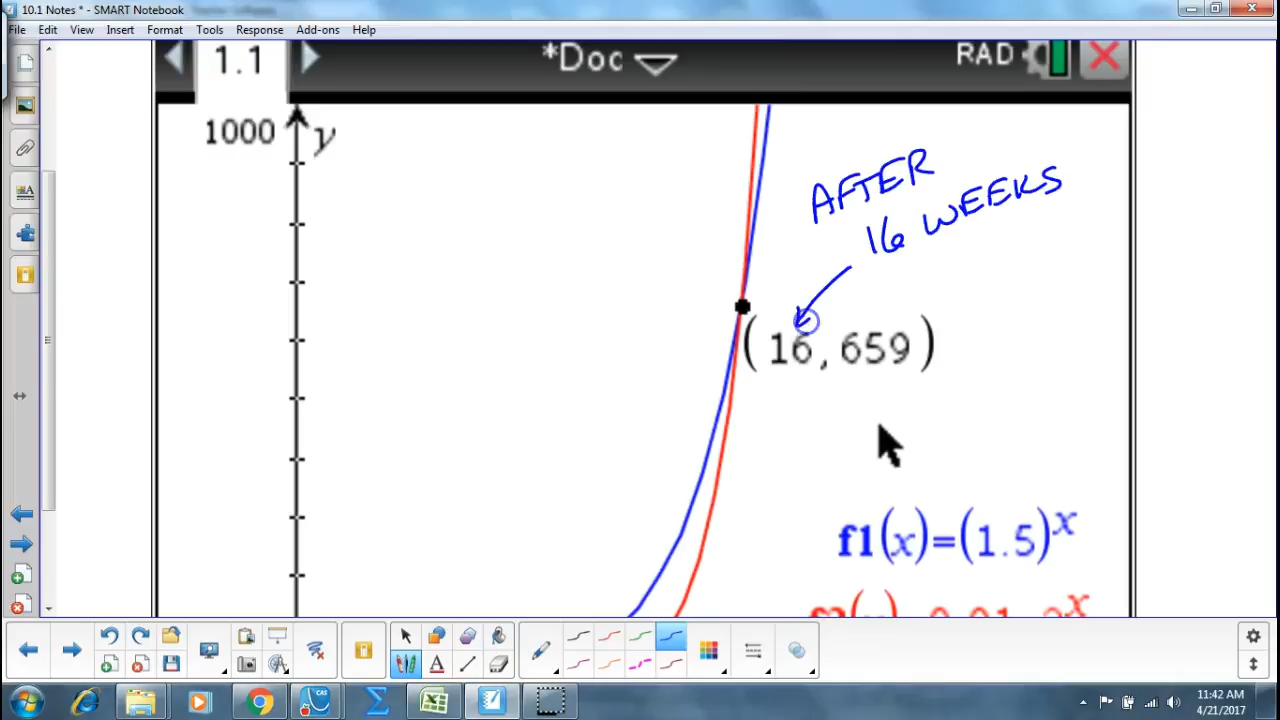 10.1 Notes * - SMART Notebook
File Edit View Insert Format Tools Response Add-ons Help
1.1 *Doc RAD
1000 y
AFTER
16 WEEKS
(16,659)
f1(x)=(1.5)^x
11:42 AM
4/21/2017